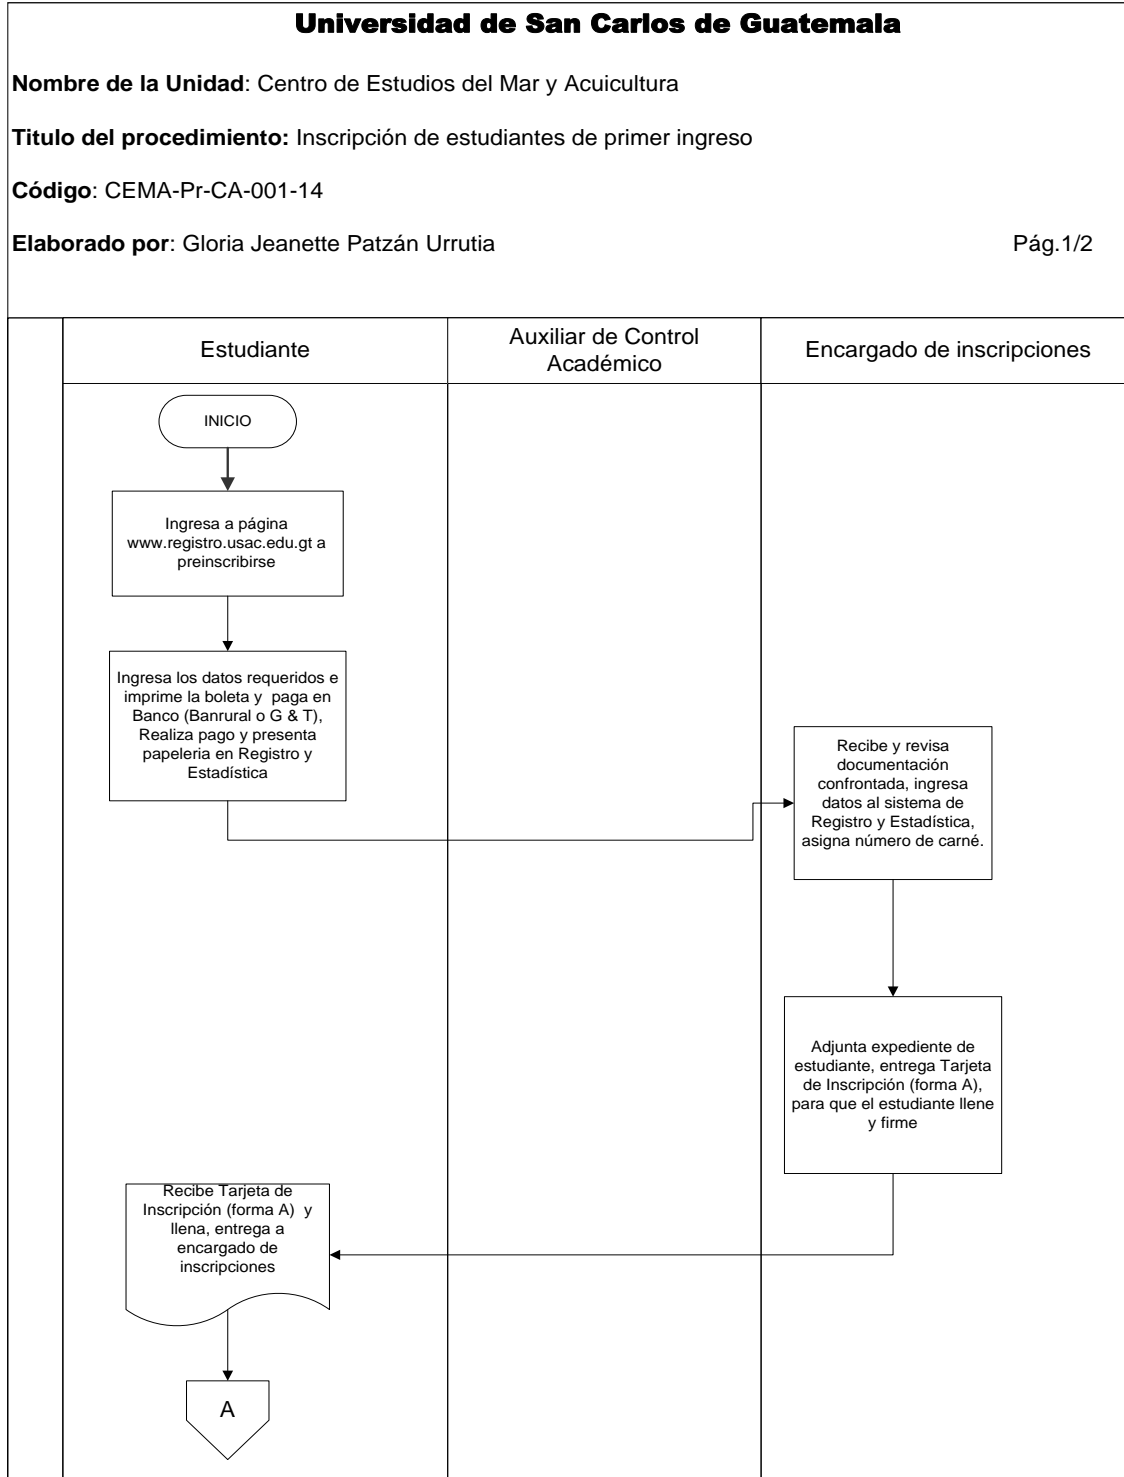 Universidad de San Carlos de Guatemala
Nombre de la Unidad: Centro de Estudios del Mar y Acuicultura
Titulo del procedimiento: Inscripción de estudiantes de primer ingreso
Código: CEMA-Pr-CA-001-14
Elaborado por: Gloria Jeanette Patzán Urrutia Pág.1/2
Estudiante
Auxiliar de Control
Académico
Encargado de inscripciones
INICIO
Ingresa a página
www.registro.usac.edu.gt a
preinscribirse
Ingresa los datos requeridos e
imprime la boleta y paga en
Banco (Banrural o G & T),
Realiza pago y presenta
papeleria en Registro y
Estadística
Recibe y revisa
documentación
confrontada, ingresa
datos al sistema de
Registro y Estadística,
asigna número de carné.
Adjunta expediente de
estudiante, entrega Tarjeta
de Inscripción (forma A),
para que el estudiante llene
y firme
Recibe Tarjeta de
Inscripción (forma A) y
llena, entrega a
encargado de
inscripciones
A